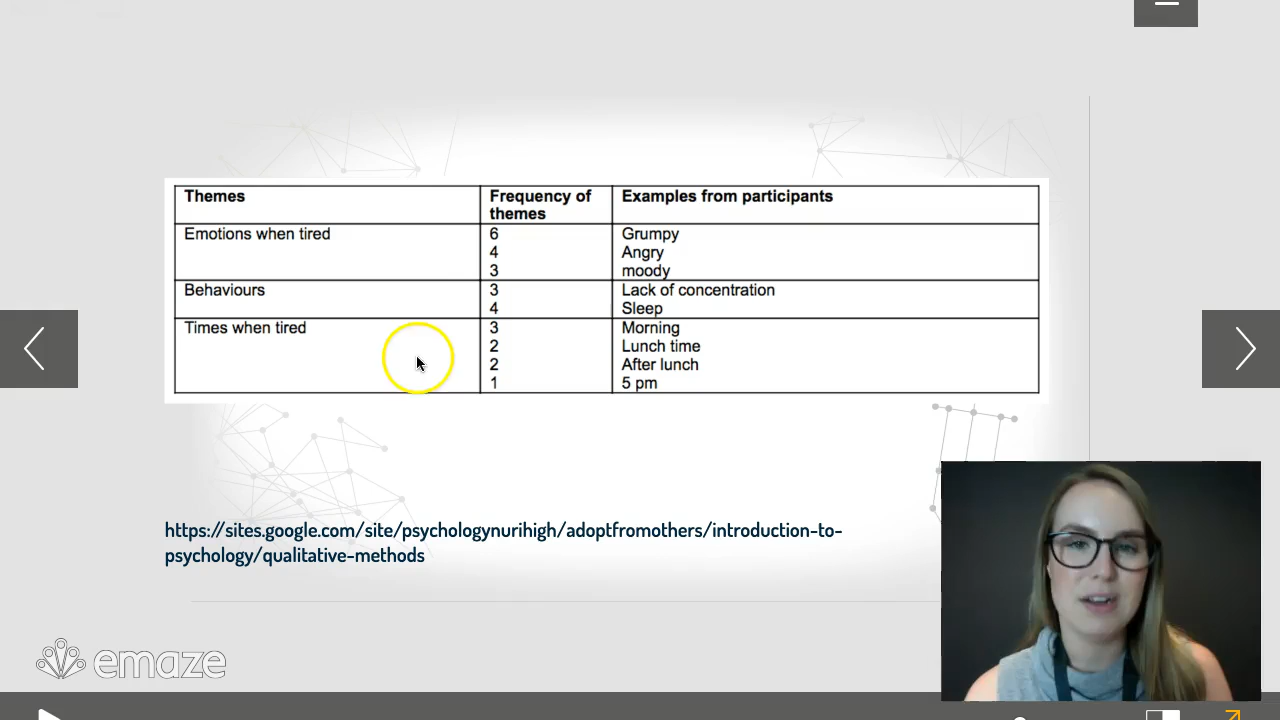 Themes Frequency of Examples from participants
themes
Emotions when tired 6 Grumpy
4 Angry
3 moody
Behaviours 3 Lack of concentration
4 Sleep
Times when tired 3 Morning
2 Lunch time
2 After lunch
1 5 pm
https://sites.google.com/site/psychologynurihigh/adoptfromothers/introduction-to-
psychology/qualitative-methods
emaze